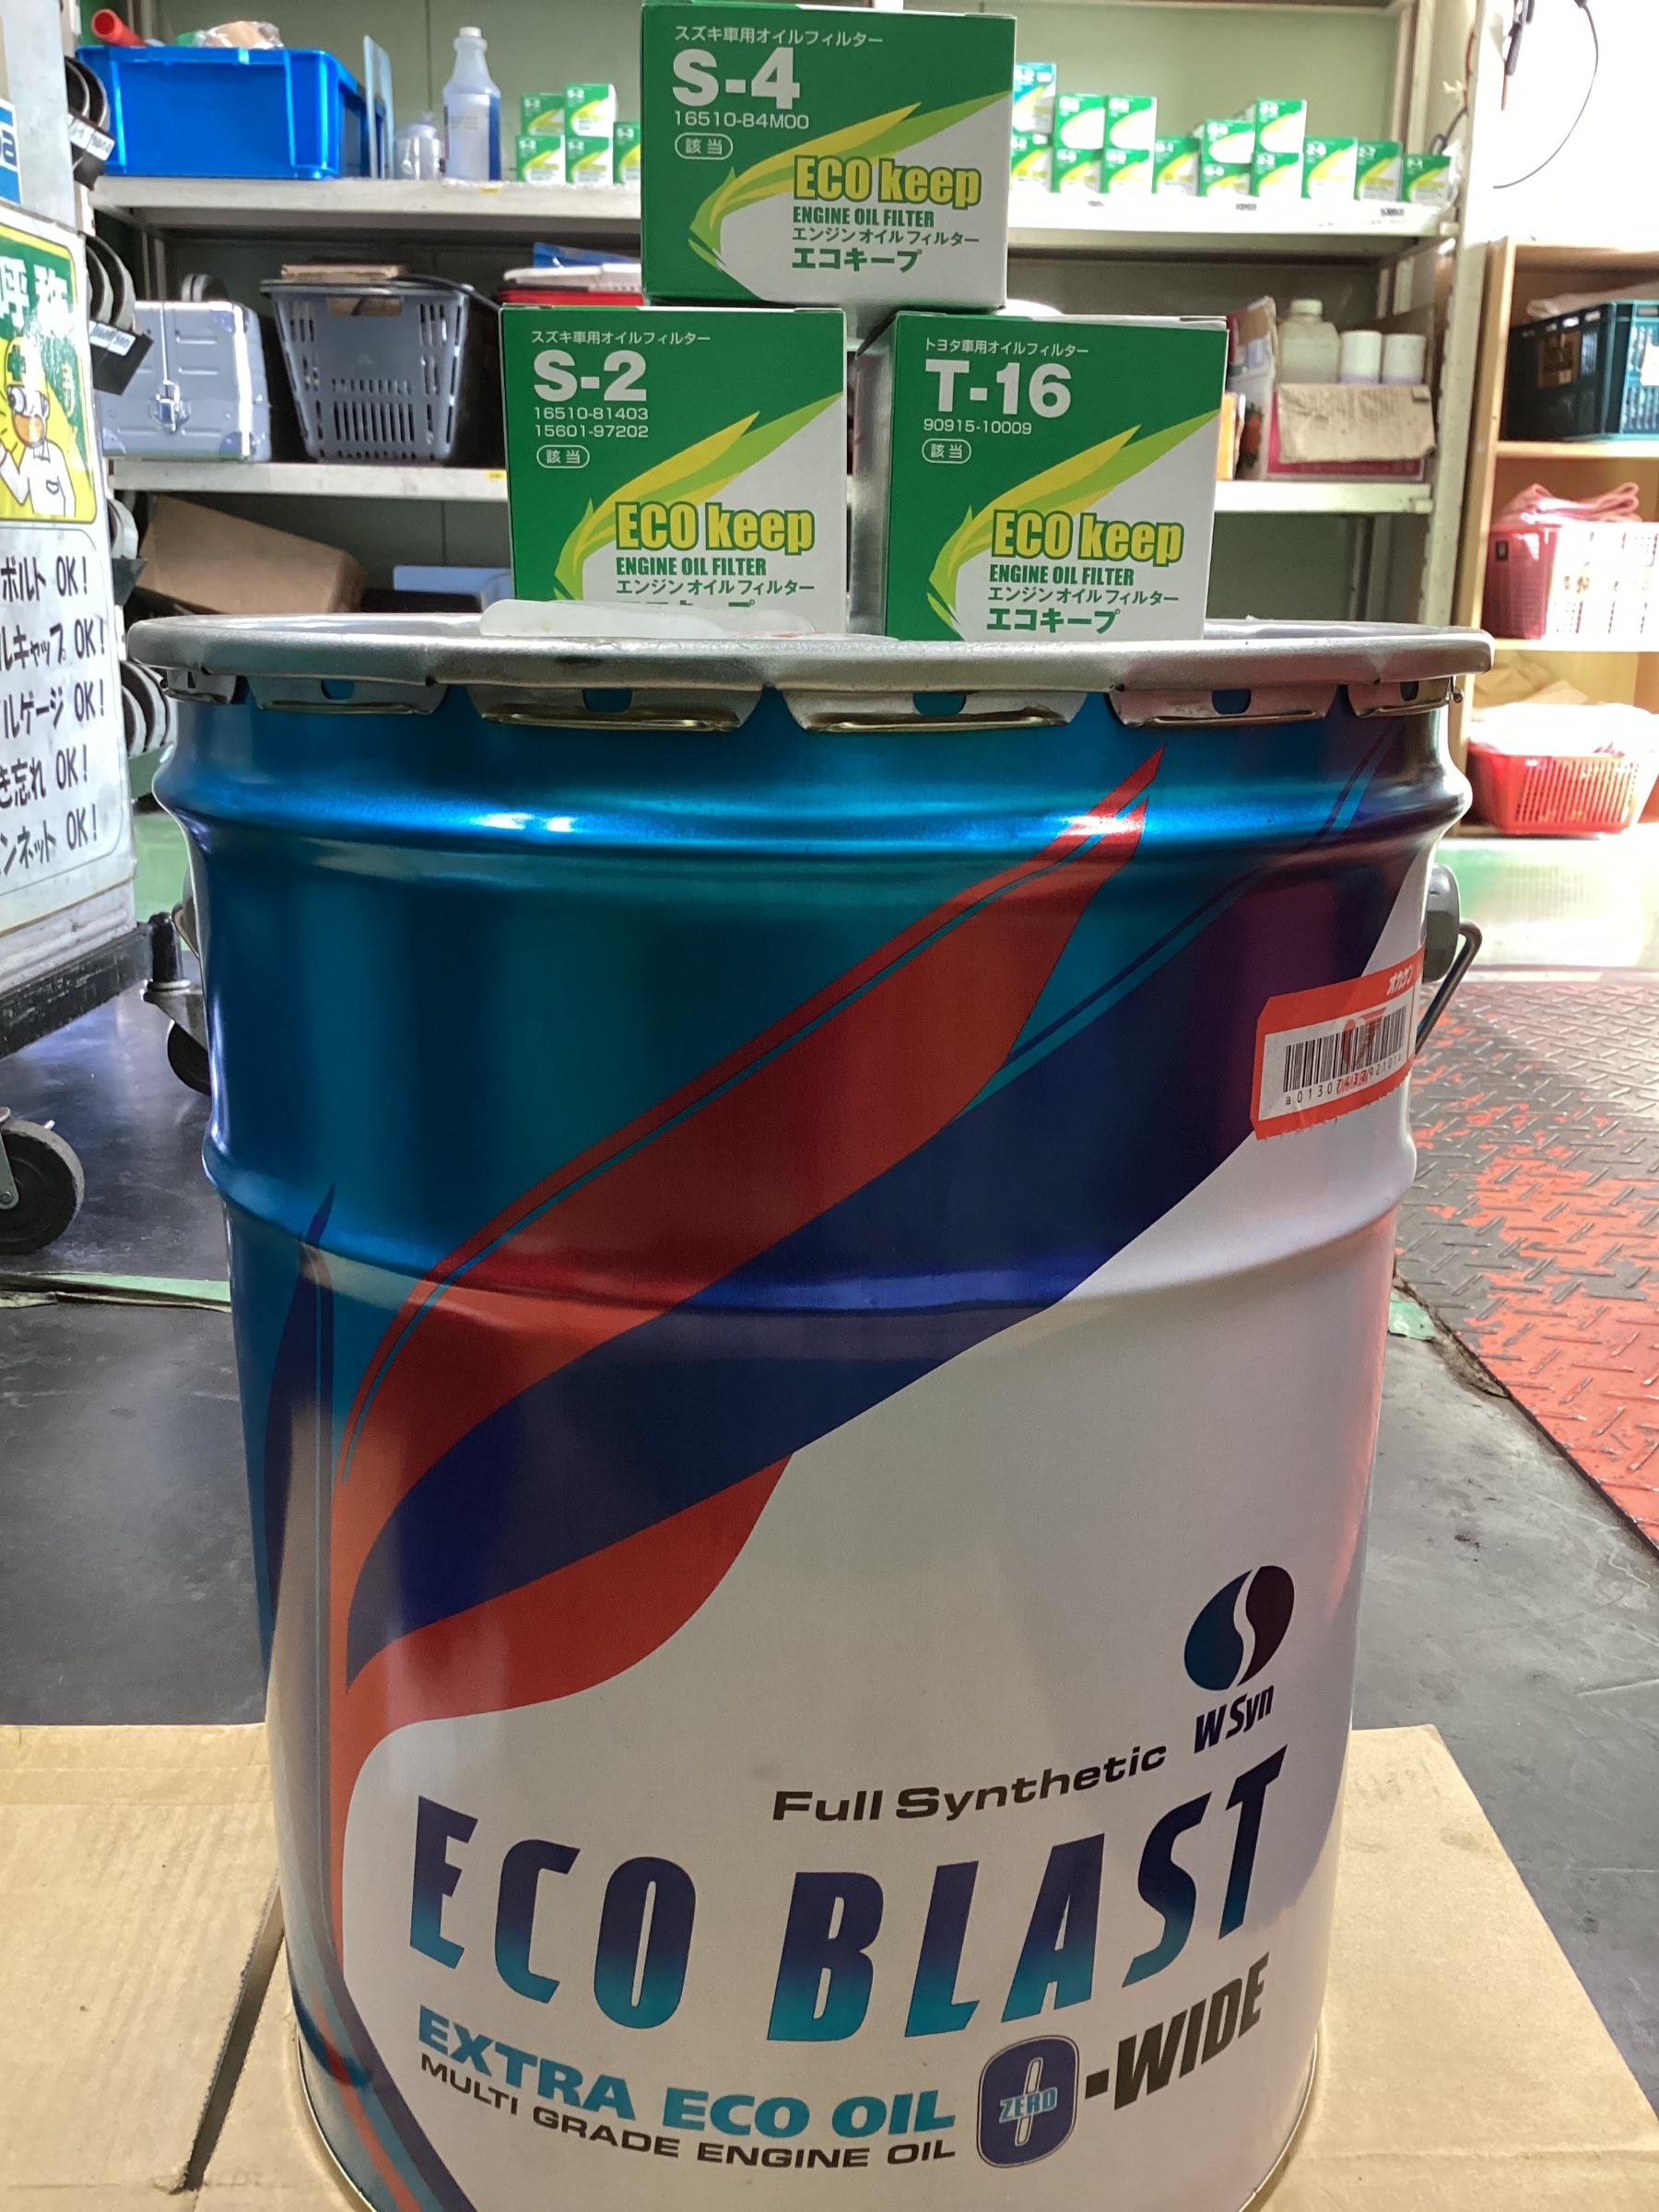 スズキ車用オイルフィルター
S-4
16510-84M00
該当
ECO keep
ENGINE OIL FILTER
エンジンオイルフィルター
エコキープ
スズキ車用オイルフィルター
S-2
16510-81403
15601-97202
該当
ECO keep
ENGINE OIL FILTER
エンジンオイルフィルター
トヨタ車用オイルフィルター
T-16
90915-10009
該当
ECO keep
ENGINE OIL FILTER
エンジンオイルフィルター
エコキープ
呼称
ボルト OK!
ルキャップ OK!
ルゲージ OK!
き忘れ OK!
ンネット OK!
オカケン
W Syn
Full Synthetic
ECO BLAST
EXTRA ECO OIL
MULTI GRADE ENGINE OIL
0-WIDE
ZERO